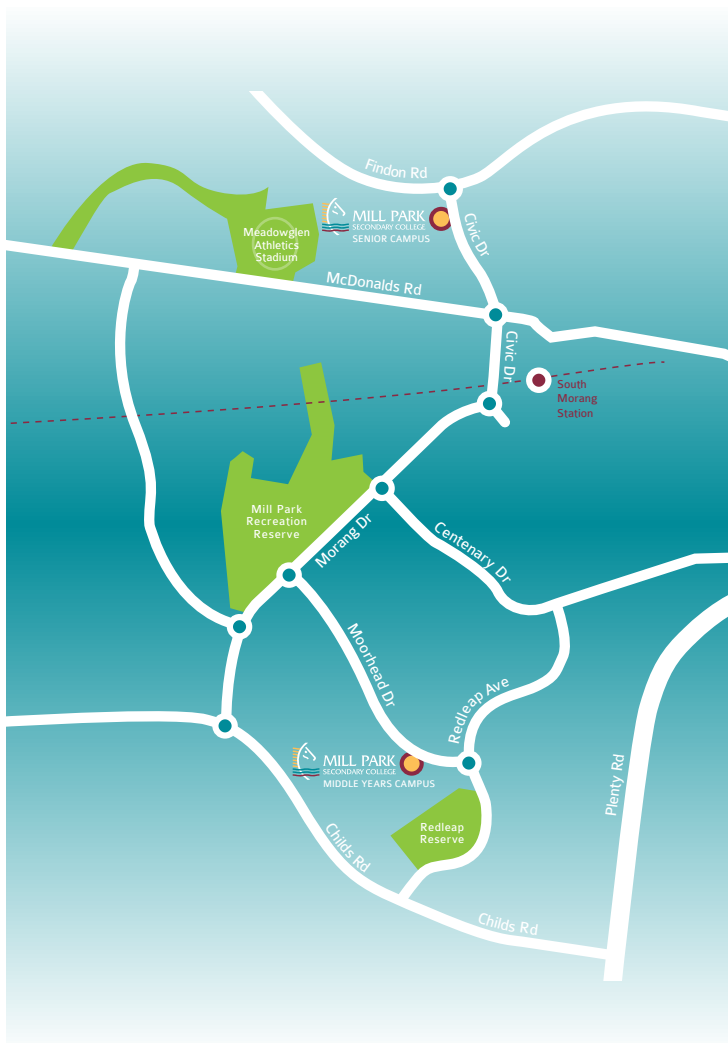 Findon Rd
MILL PARK
SECONDARY COLLEGE
SENIOR CAMPUS
Civic Dr
Meadowglen
Athletics
Stadium
McDonalds Rd
Civic Dr
South
Morang
Station
Mill Park
Recreation
Reserve
Morang Dr
Centenary Dr
Moorhead Dr
Redleap Ave
MILL PARK
SECONDARY COLLEGE
MIDDLE YEARS CAMPUS
Plenty Rd
Redleap
Reserve
Childs Rd
Childs Rd